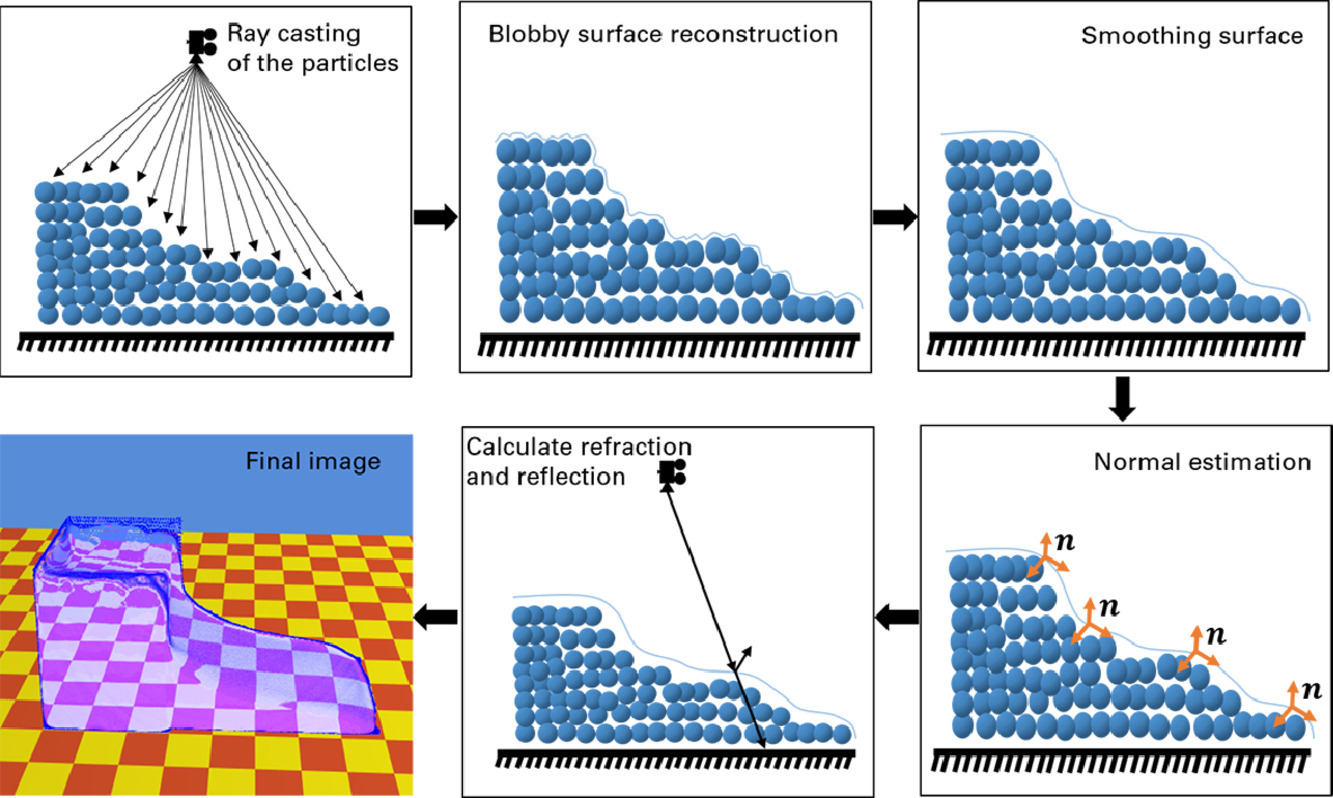 Ray casting
of the particles
Blobby surface reconstruction
Smoothing surface
Normal estimation
n
n
n
n
Calculate refraction
and reflection
Final image